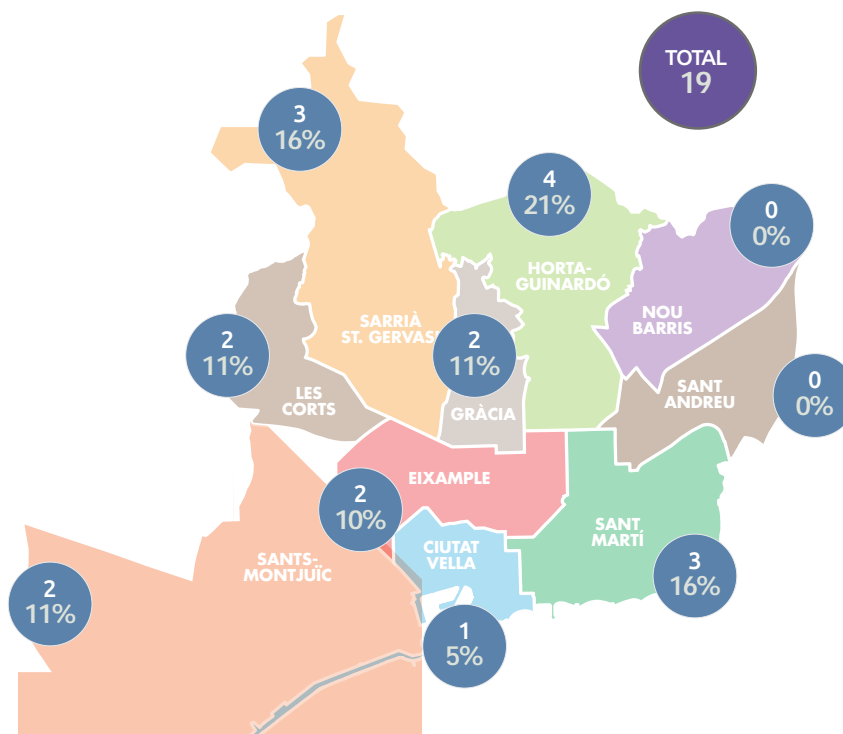 TOTAL
19
3
16%
4
21%
0
0%
HORTA-
GUINARDÓ
NOU
BARRIS
SARRIÀ
ST. GERVASI
2
11%
2
11%
LES
CORTS
GRÀCIA
SANT
ANDREU
0
0%
EIXAMPLE
2
10%
SANT
MARTÍ
CIUTAT
VELLA
SANTS-
MONTJUÏC
2
11%
3
16%
1
5%